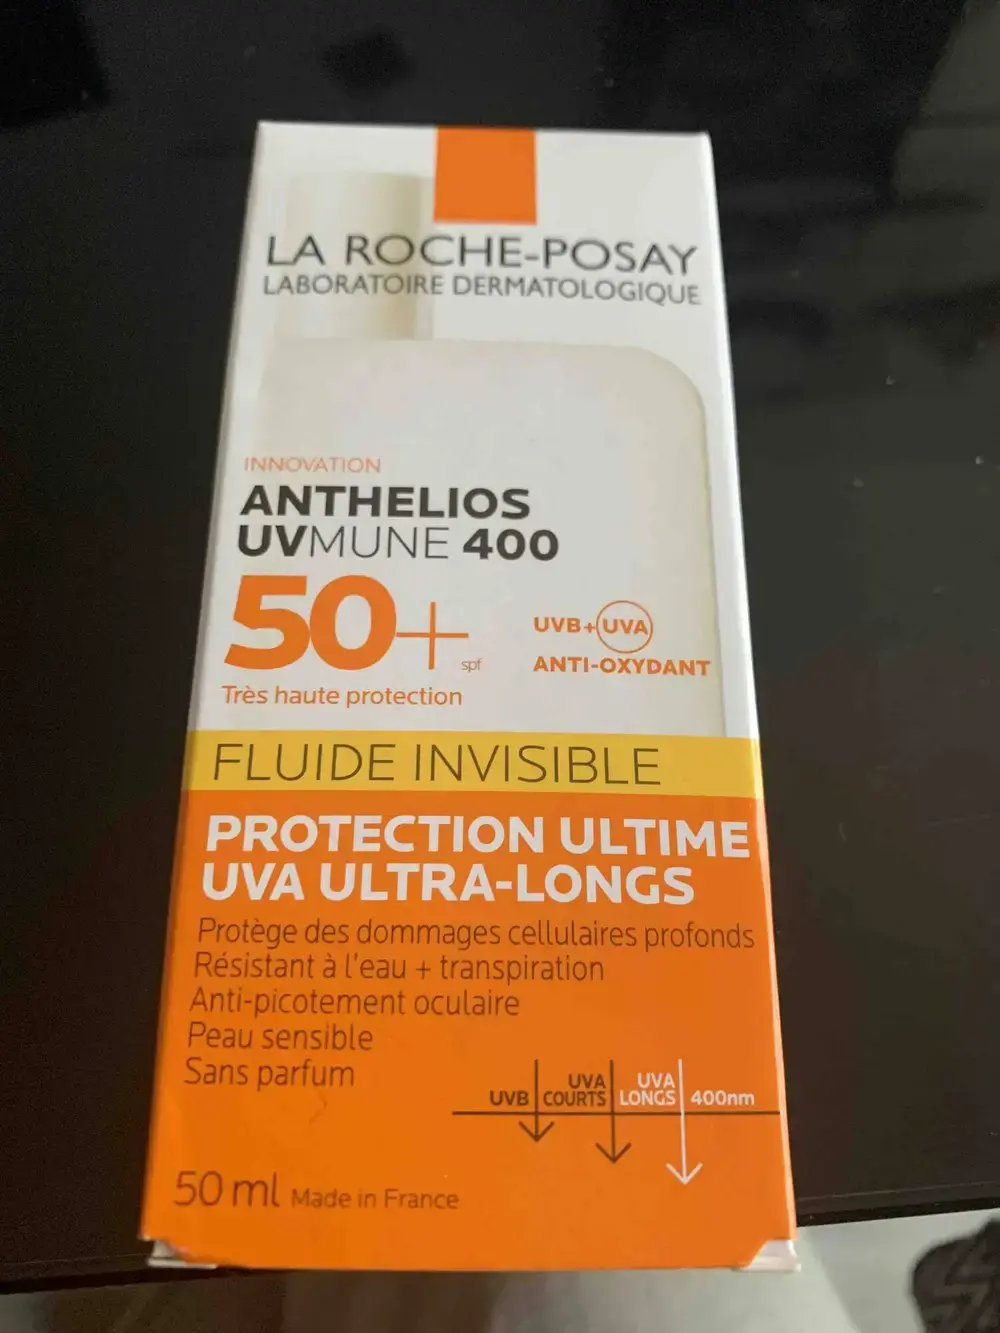 LA ROCHE-POSAY
LABORATOIRE DERMATOLOGIQUE
INNOVATION
ANTHELIOS
UVMUNE 400
50+ spf
Très haute protection
UVB+UVA
ANTI-OXYDANT
FLUIDE INVISIBLE
PROTECTION ULTIME
UVA ULTRA-LONGS
Protège des dommages cellulaires profonds
Résistant à l'eau + transpiration
Anti-picotement oculaire
Peau sensible
Sans parfum
UVB
UVA
COURTS
UVA
LONGS
400nm
50 ml Made in France